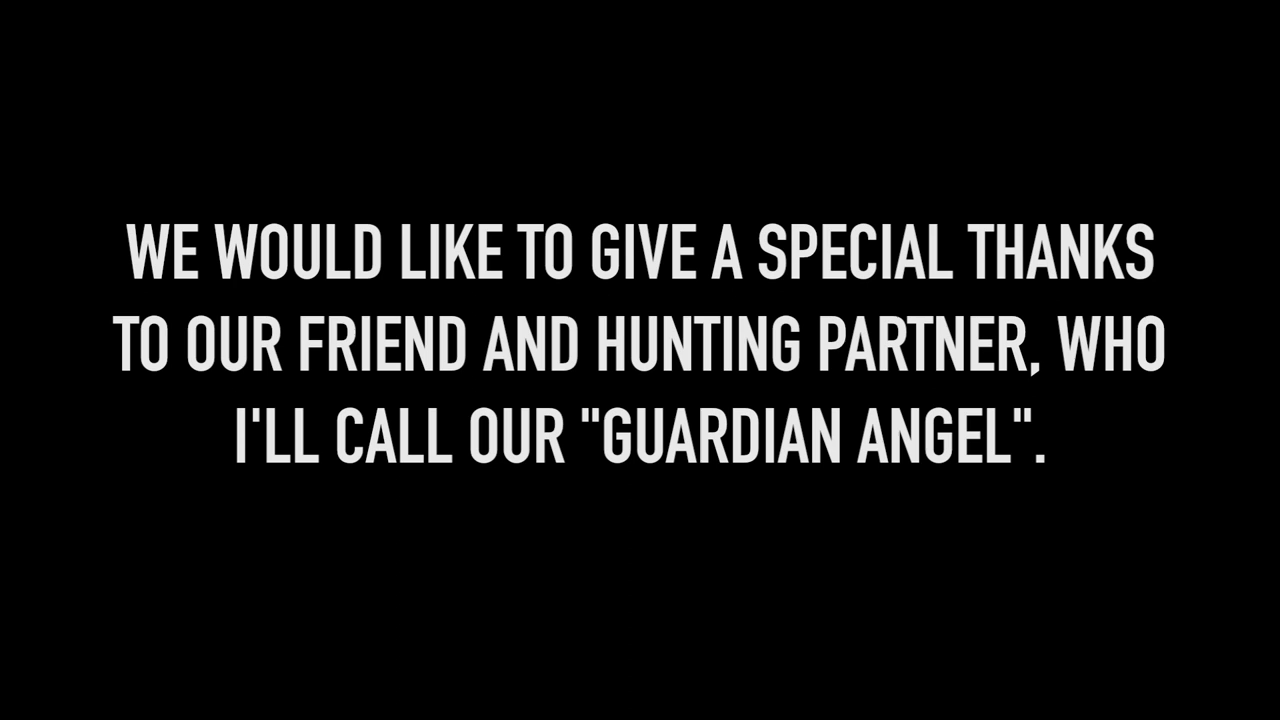 WE WOULD LIKE TO GIVE A SPECIAL THANKS
TO OUR FRIEND AND HUNTING PARTNER, WHO
I'LL CALL OUR "GUARDIAN ANGEL".